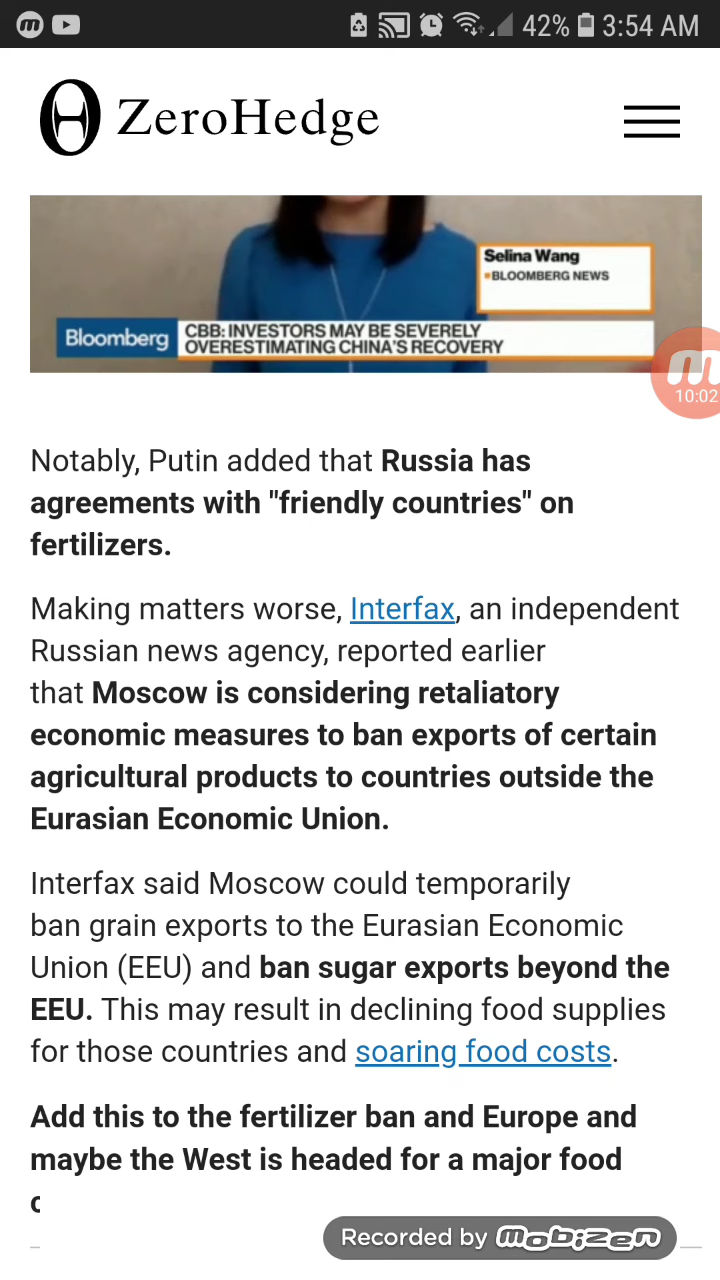 42% 3:54 AM
ZeroHedge
Selina Wang
BLOOMBERG NEWS
Bloomberg
CBB: INVESTORS MAY BE SEVERELY
OVERESTIMATING CHINA'S RECOVERY
10:02
Notably, Putin added that Russia has
agreements with "friendly countries" on
fertilizers.
Making matters worse, Interfax, an independent
Russian news agency, reported earlier
that Moscow is considering retaliatory
economic measures to ban exports of certain
agricultural products to countries outside the
Eurasian Economic Union.
Interfax said Moscow could temporarily
ban grain exports to the Eurasian Economic
Union (EEU) and ban sugar exports beyond the
EEU. This may result in declining food supplies
for those countries and soaring food costs.
Add this to the fertilizer ban and Europe and
maybe the West is headed for a major food
Recorded by mobizen